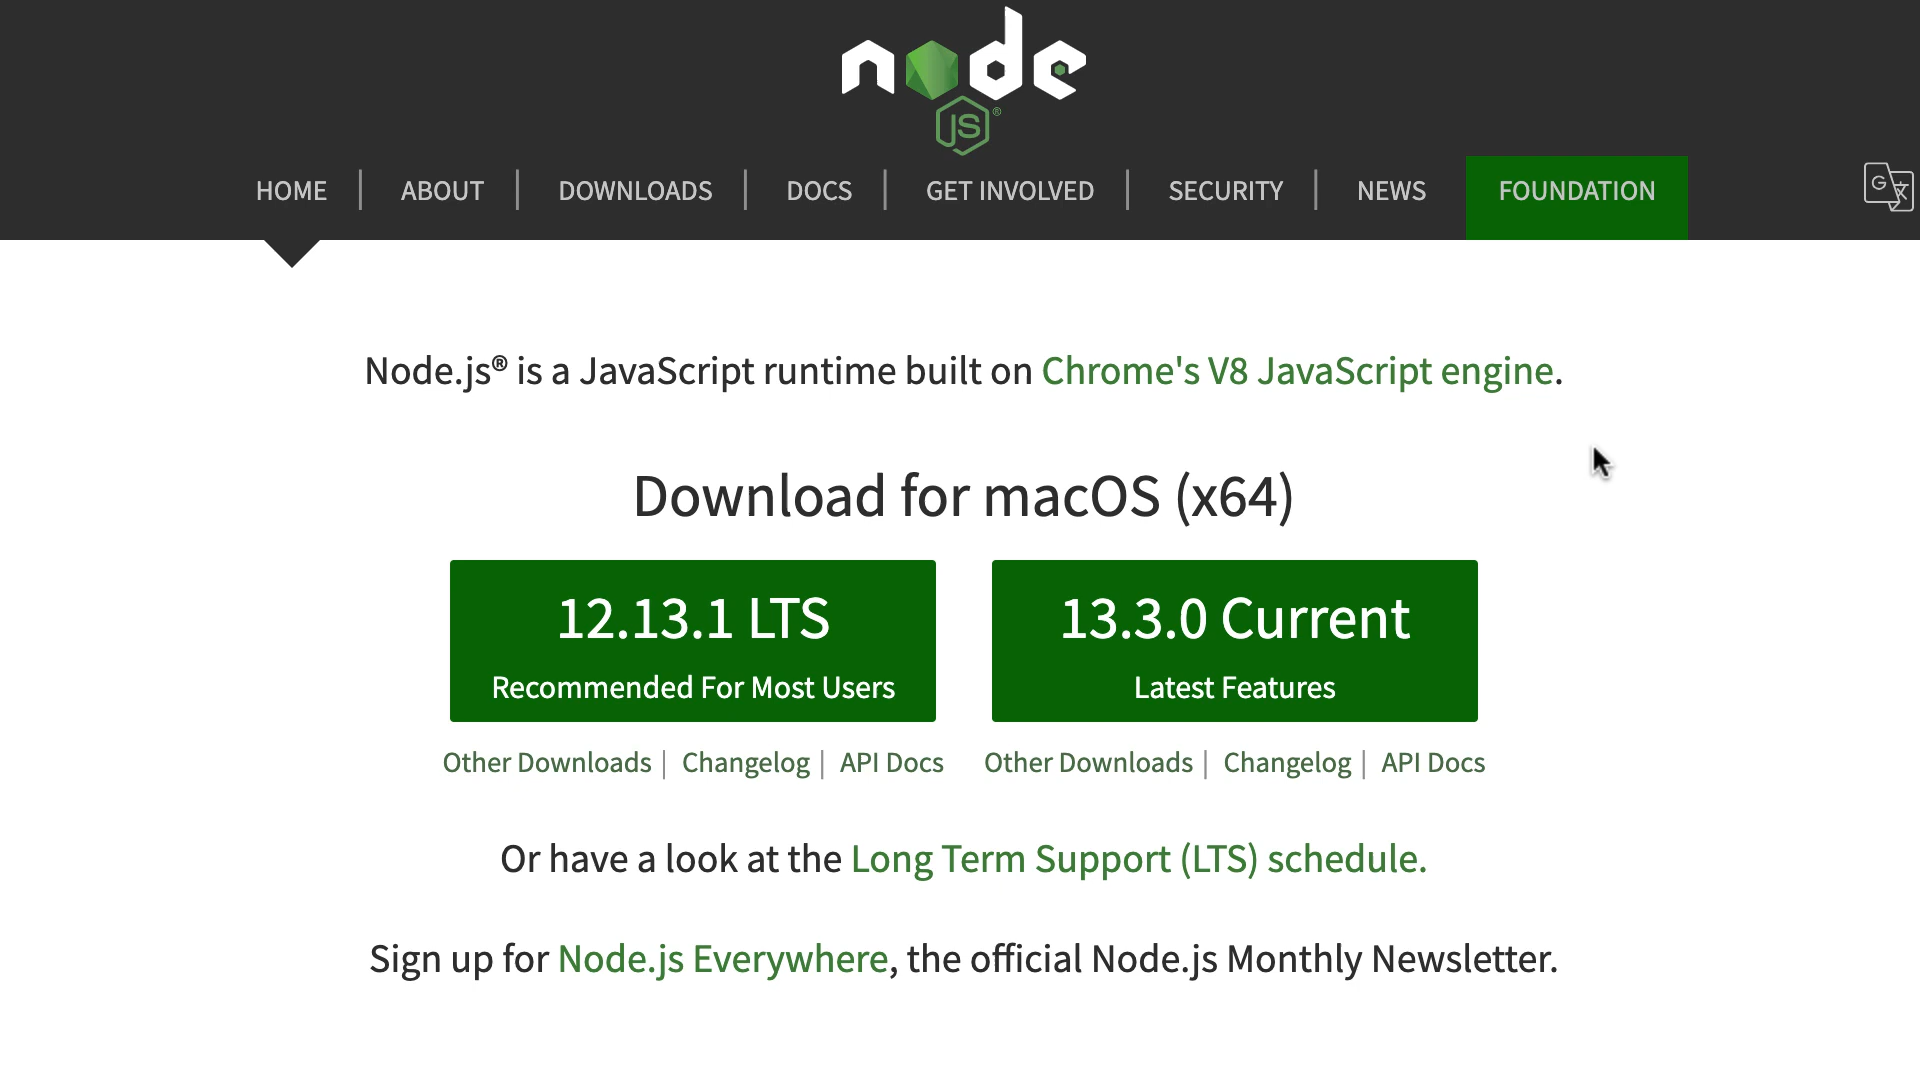 node
JS®
HOME | ABOUT | DOWNLOADS | DOCS | GET INVOLVED | SECURITY | NEWS FOUNDATION
G文
Node.js® is a JavaScript runtime built on Chrome's V8 JavaScript engine.
Download for macOS (x64)
12.13.1 LTS
Recommended For Most Users
13.3.0 Current
Latest Features
Other Downloads | Changelog | API Docs
Other Downloads | Changelog | API Docs
Or have a look at the Long Term Support (LTS) schedule.
Sign up for Node.js Everywhere, the official Node.js Monthly Newsletter.